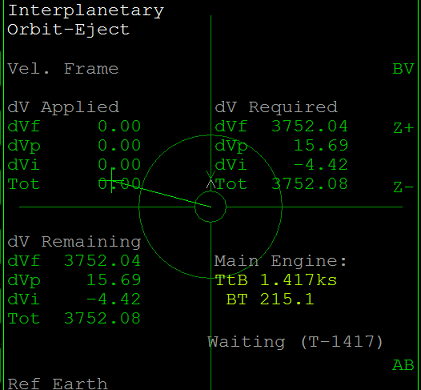 Interplanetary
Orbit-Eject
Vel. Frame
BV
dV Applied
dVf 0.00
dVp 0.00
dVi 0.00
Tot 0.00
dV Required
dVf 3752.04
dVp 15.69
dVi -4.42
Tot 3752.08
Z+
Z-
dV Remaining
dVf 3752.04
dVp 15.69
dVi -4.42
Tot 3752.08
Main Engine:
TtB 1.417ks
BT 215.1
Waiting (T-1417)
AB
Ref Earth